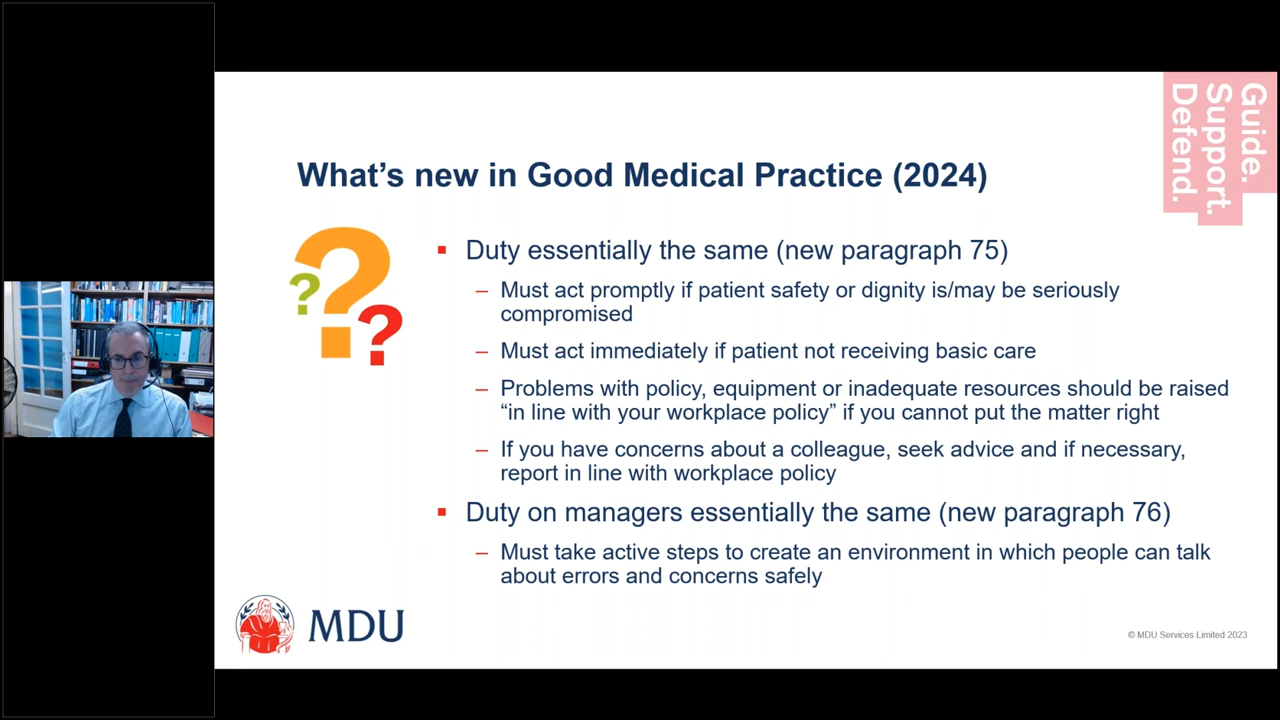 Guide.
Support.
Defend.
What’s new in Good Medical Practice (2024)
? ? ?
▪ Duty essentially the same (new paragraph 75)
– Must act promptly if patient safety or dignity is/may be seriously
compromised
– Must act immediately if patient not receiving basic care
– Problems with policy, equipment or inadequate resources should be raised
“in line with your workplace policy” if you cannot put the matter right
– If you have concerns about a colleague, seek advice and if necessary,
report in line with workplace policy
▪ Duty on managers essentially the same (new paragraph 76)
– Must take active steps to create an environment in which people can talk
about errors and concerns safely
MDU
© MDU Services Limited 2023